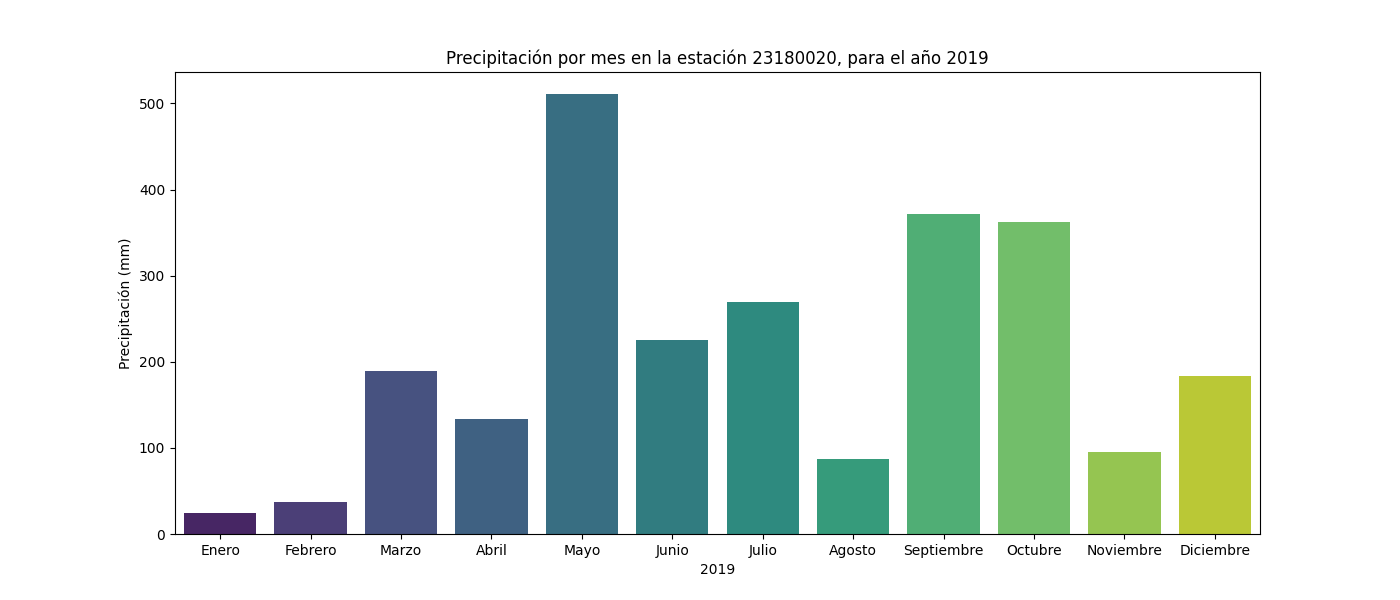 Precipitación por mes en la estación 23180020, para el año 2019
Precipitación (mm)
500
400
300
200
100
0
Enero Febrero Marzo Abril Mayo Junio Julio Agosto Septiembre Octubre Noviembre Diciembre
2019